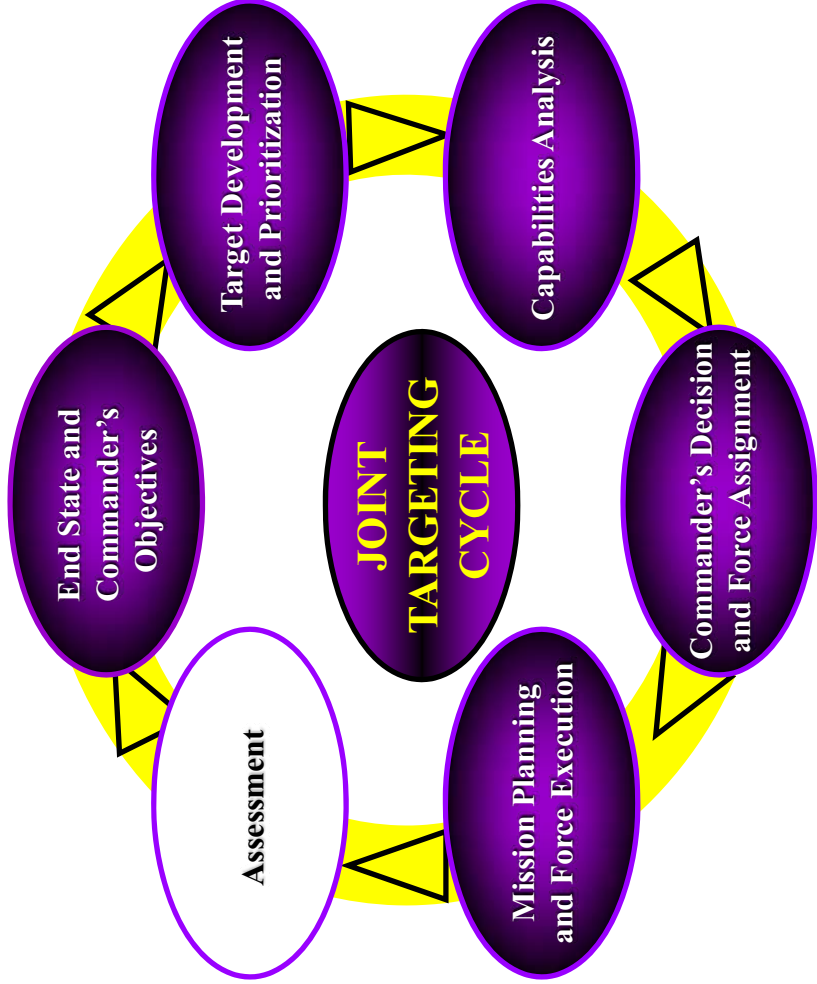 JOINT
TARGETING
CYCLE
End State and
Commander’s
Objectives
Target Development
and Prioritization
Capabilities Analysis
Commander’s Decision
and Force Assignment
Mission Planning
and Force Execution
Assessment